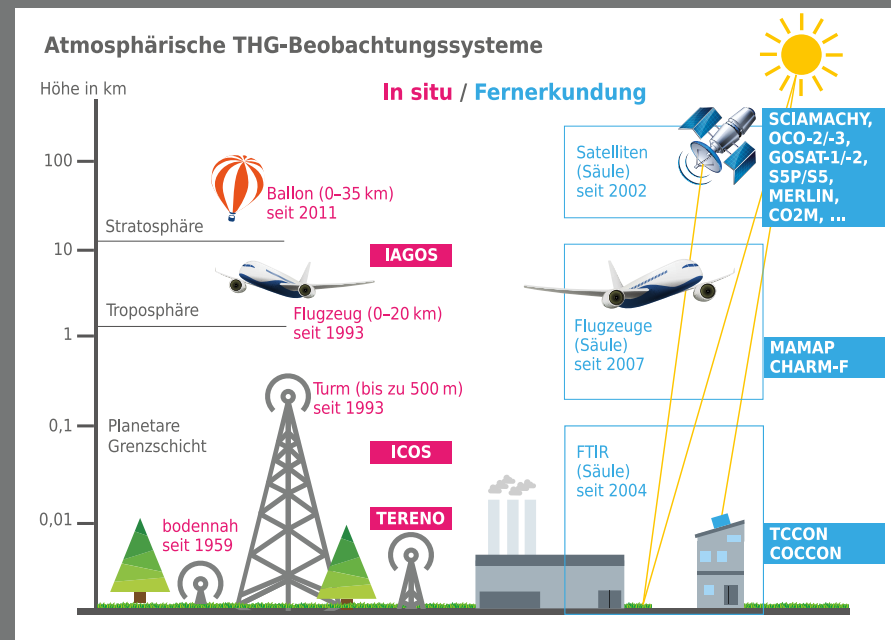 Atmosphärische THG-Beobachtungssysteme
Höhe in km
In situ / Fernerkundung
100
10
1
0,1
0,01
Stratosphäre
Troposphäre
Planetare
Grenzschicht
Ballon (0–35 km)
seit 2011
IAGOS
Flugzeug (0–20 km)
seit 1993
Turm (bis zu 500 m)
seit 1993
ICOS
TERENO
bodennah
seit 1959
Satelliten
(Säule)
seit 2002
SCIAMACHY,
OCO-2/-3,
GOSAT-1/-2,
S5P/S5,
MERLIN,
CO2M, ...
Flugzeuge
(Säule)
seit 2007
MAMAP
CHARM-F
FTIR
(Säule)
seit 2004
TCCON
COCCON